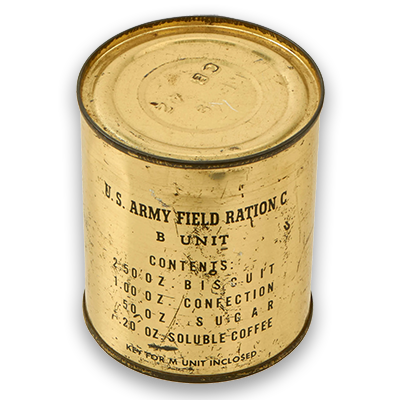 U.S. ARMY FIELD RATION C
B UNIT
CONTENTS:
2.50 OZ. BISCUIT
1.00 OZ. CONFECTION
.50 OZ. SUGAR
.20 OZ. SOLUBLE COFFEE
KEY FOR M UNIT INCLOSED